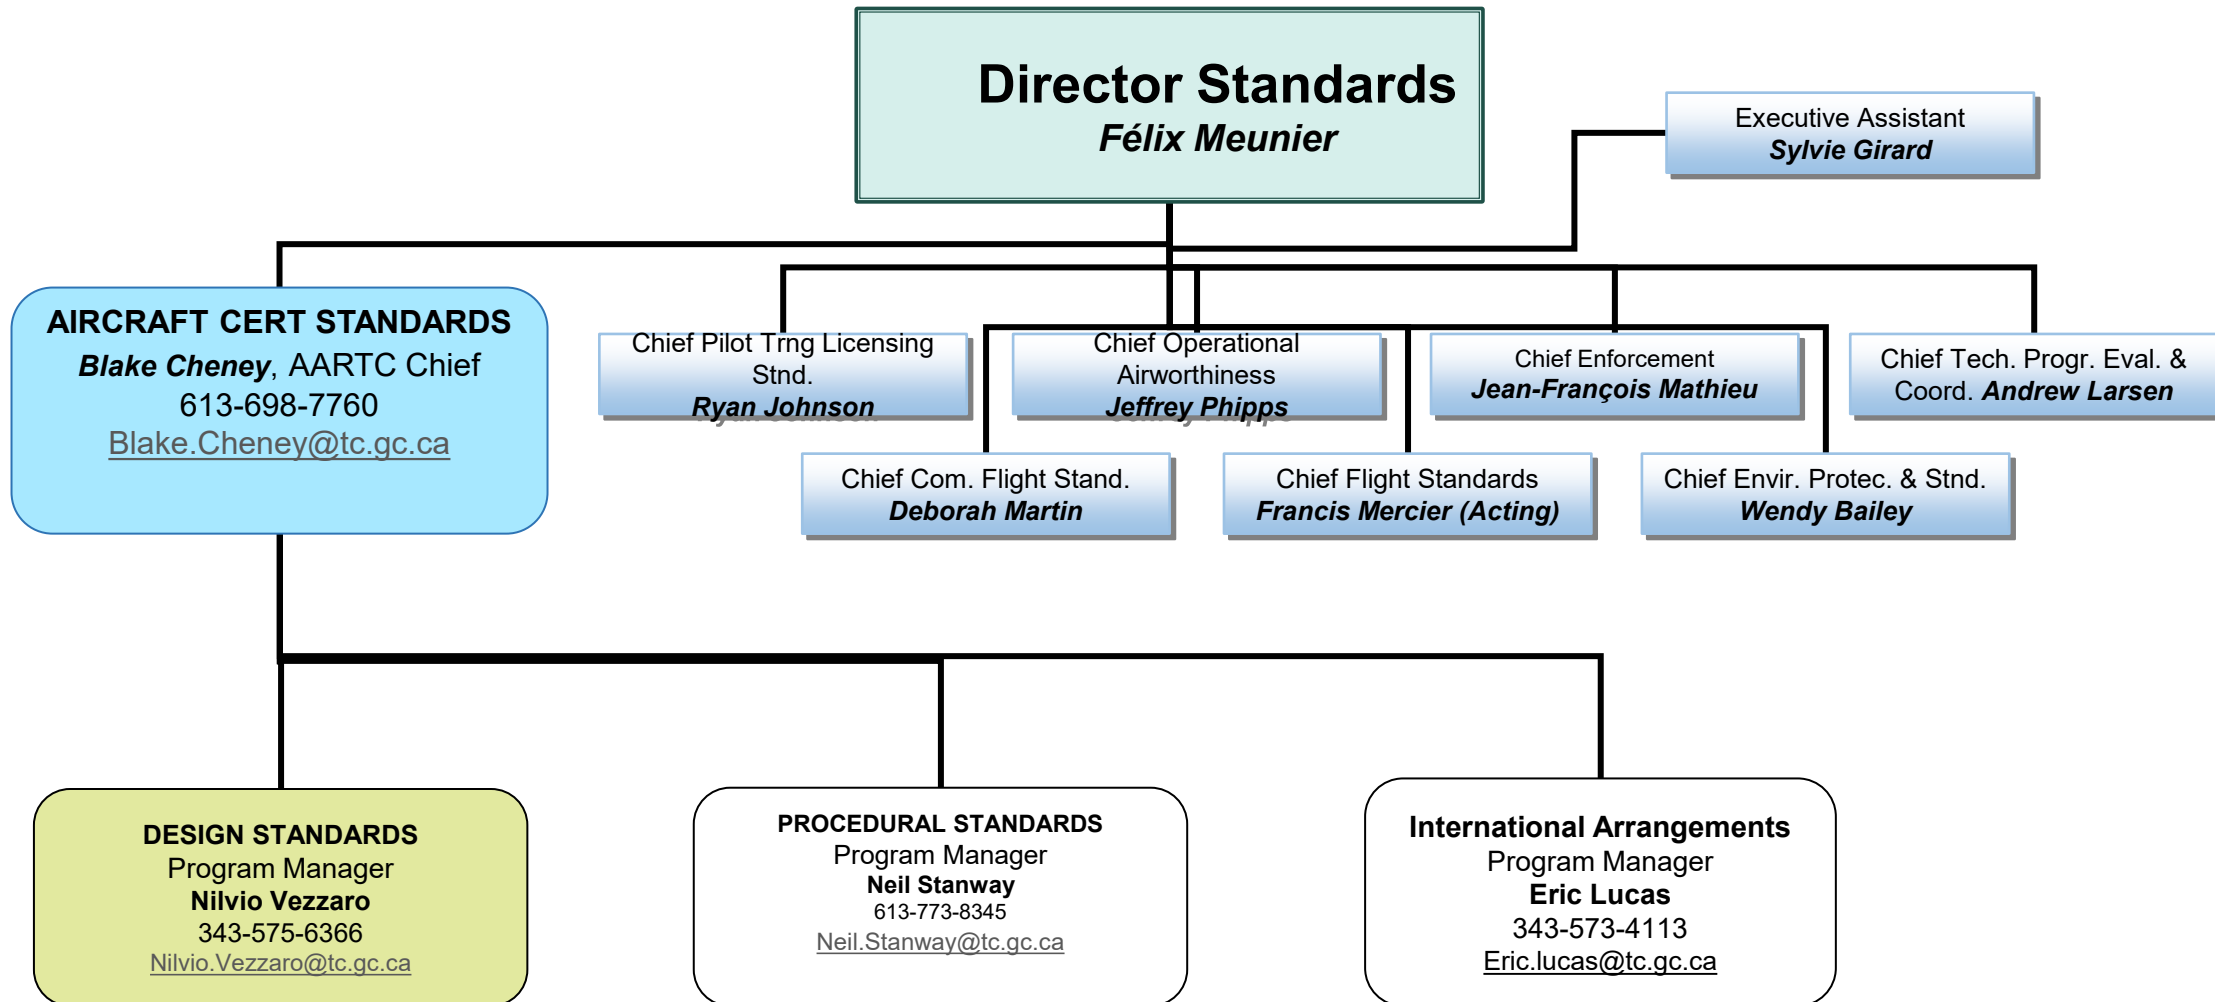 Director Standards
Félix Meunier
Executive Assistant
Sylvie Girard
AIRCRAFT CERT STANDARDS
Blake Cheney, AARTC Chief
613-698-7760
Blake.Cheney@tc.gc.ca
Chief Pilot Trng Licensing
Stnd.
Ryan Johnson
Chief Operational
Airworthiness
Jeffrey Phipps
Chief Enforcement
Jean-François Mathieu
Chief Tech. Progr. Eval. &
Coord. Andrew Larsen
Chief Com. Flight Stand.
Deborah Martin
Chief Flight Standards
Francis Mercier (Acting)
Chief Envir. Protec. & Stnd.
Wendy Bailey
DESIGN STANDARDS
Program Manager
Nilvio Vezzaro
343-575-6366
Nilvio.Vezzaro@tc.gc.ca
PROCEDURAL STANDARDS
Program Manager
Neil Stanway
613-773-8345
Neil.Stanway@tc.gc.ca
International Arrangements
Program Manager
Eric Lucas
343-573-4113
Eric.lucas@tc.gc.ca